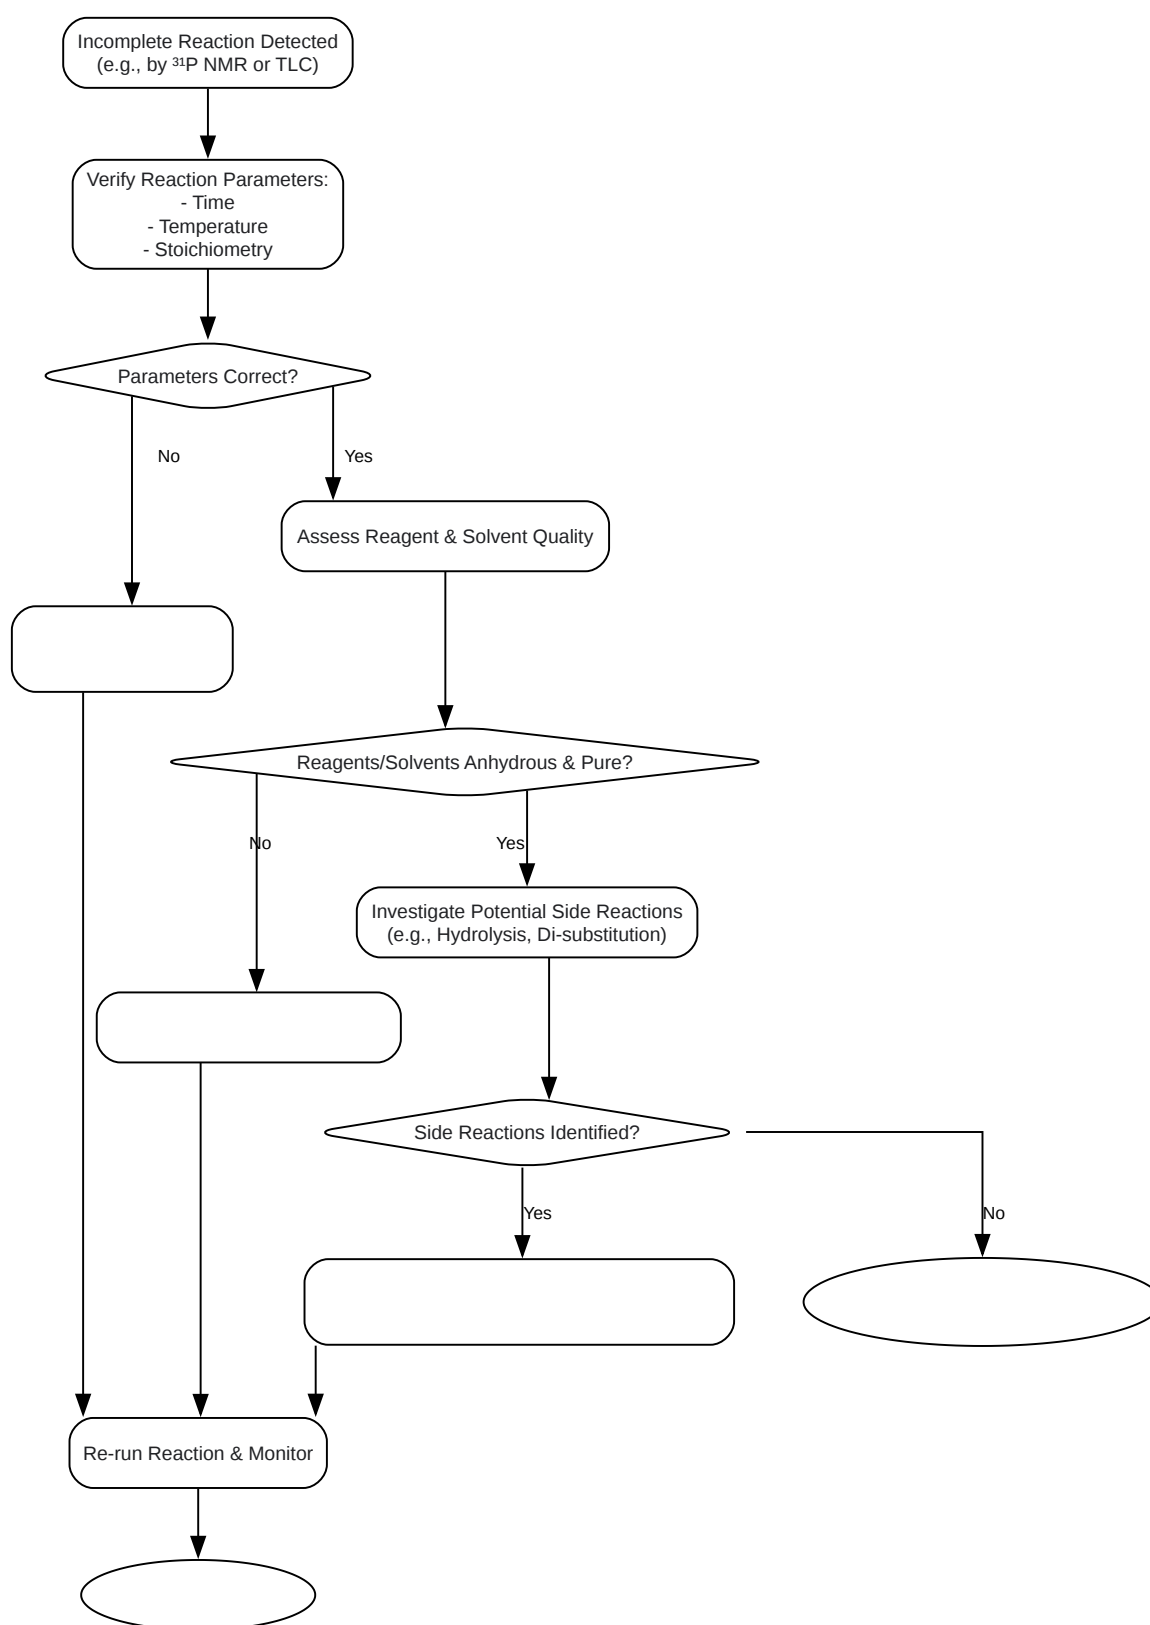 Incomplete Reaction Detected
(e.g., by ³¹P NMR or TLC)
Verify Reaction Parameters:
- Time
- Temperature
- Stoichiometry
Parameters Correct?
No
Yes
Assess Reagent & Solvent Quality
Reagents/Solvents Anhydrous & Pure?
No
Yes
Investigate Potential Side Reactions
(e.g., Hydrolysis, Di-substitution)
Side Reactions Identified?
Yes
No
Re-run Reaction & Monitor